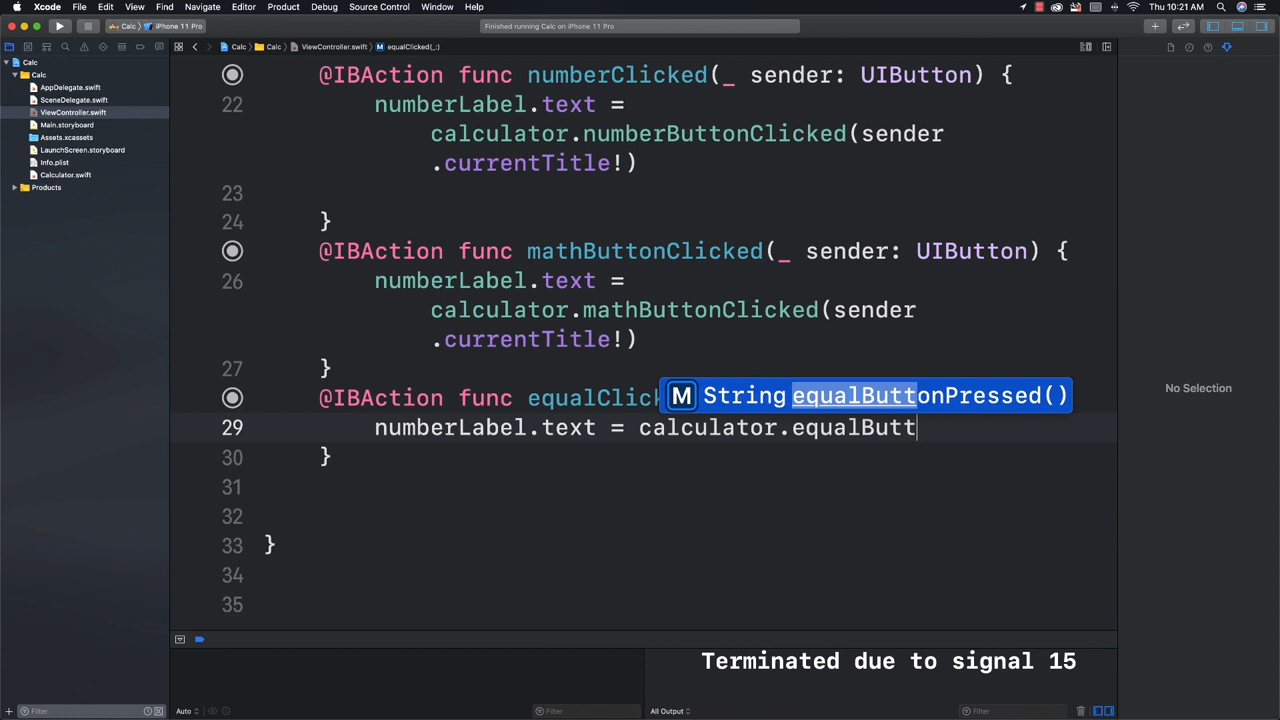 Xcode File Edit View Find Navigate Editor Product Debug Source Control Window Help Thu 10:21 AM
Calc iPhone 11 Pro Finished running Calc on iPhone 11 Pro
Calc Calc ViewController.swift M equalClicked(_:)
Calc
Calc
AppDelegate.swift
SceneDelegate.swift
ViewController.swift
Main.storyboard
Assets.xcassets
LaunchScreen.storyboard
Info.plist
Calculator.swift
Products
@IBAction func numberClicked(_ sender: UIButton) {
22 numberLabel.text =
calculator.numberButtonClicked(sender
.currentTitle!)
23
24 }
@IBAction func mathButtonClicked(_ sender: UIButton) {
26 numberLabel.text =
calculator.mathButtonClicked(sender
.currentTitle!)
27 }
@IBAction func equalClick
M String equalButtonPressed()
29 numberLabel.text = calculator.equalButt
30 }
31
32
33 }
34
35
No Selection
Terminated due to signal 15
Filter Auto Filter All Output Filter